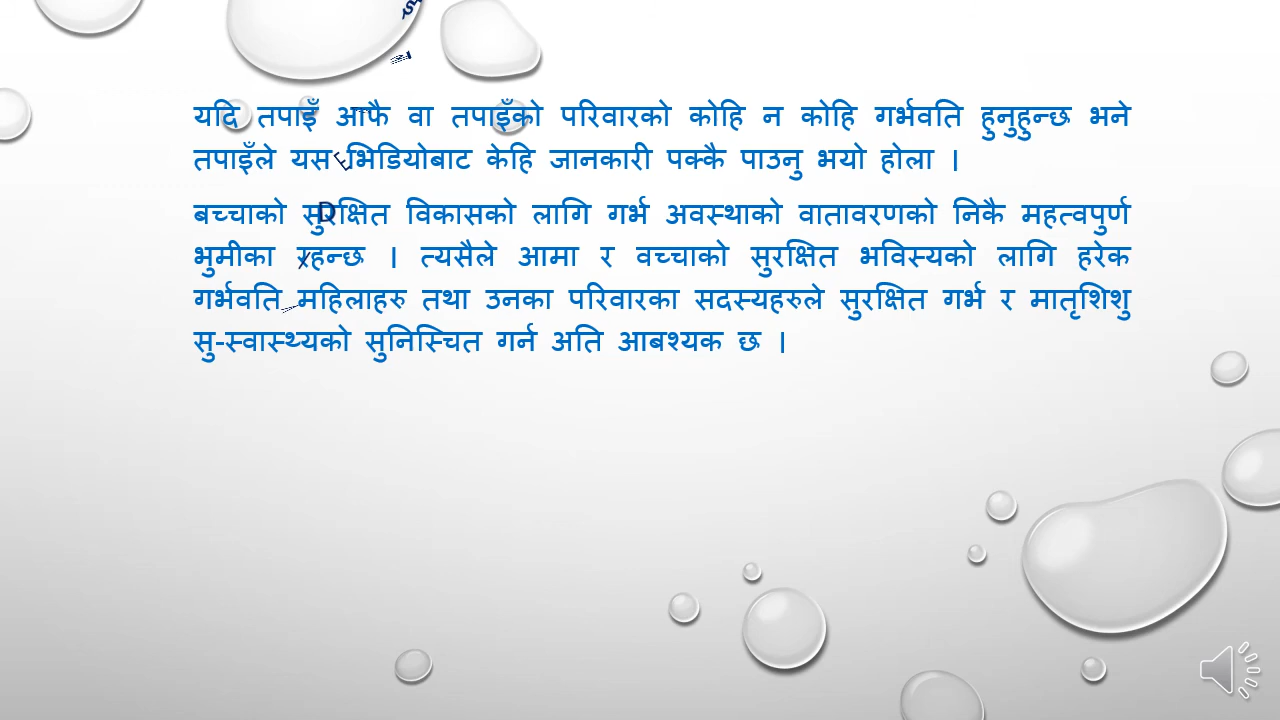 यदि तपाइँ आफै वा तपाइँको परिवारको कोहि न कोहि गर्भवति हुनुहुन्छ भने
तपाइँले यस भिडियोबाट केहि जानकारी पक्कै पाउनु भयो होला ।
बच्चाको सुरक्षित विकासको लागि गर्भ अवस्थाको वातावरणको निकै महत्वपुर्ण
भुमीका रहन्छ । त्यसैले आमा र वच्चाको सुरक्षित भविस्यको लागि हरेक
गर्भवति महिलाहरु तथा उनका परिवारका सदस्यहरुले सुरक्षित गर्भ र मातृशिशु
सु-स्वास्थ्यको सुनिस्चित गर्न अति आबश्यक छ ।